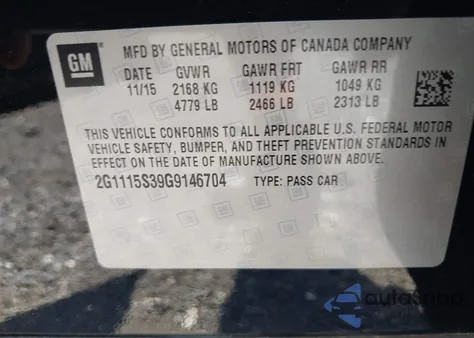 GM
MFD BY GENERAL MOTORS OF CANADA COMPANY
DATE GVWR GAWR FRT GAWR RR
11/15 2168 KG 1119 KG 1049 KG
4779 LB 2466 LB 2313 LB
THIS VEHICLE CONFORMS TO ALL APPLICABLE U.S. FEDERAL MOTOR
VEHICLE SAFETY, BUMPER, AND THEFT PREVENTION STANDARDS IN
EFFECT ON THE DATE OF MANUFACTURE SHOWN ABOVE.
2G1115S39G9146704 TYPE: PASS CAR
autoshop